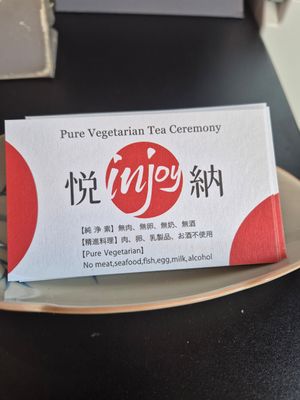 Pure Vegetarian Tea Ceremony
悦 injoy 納
【純 浄 素】無肉、無卵、無奶、無酒
【精進料理】肉、卵、乳製品、お酒不使用
【Pure Vegetarian】
No meat,seafood,fish,egg,milk,alcohol